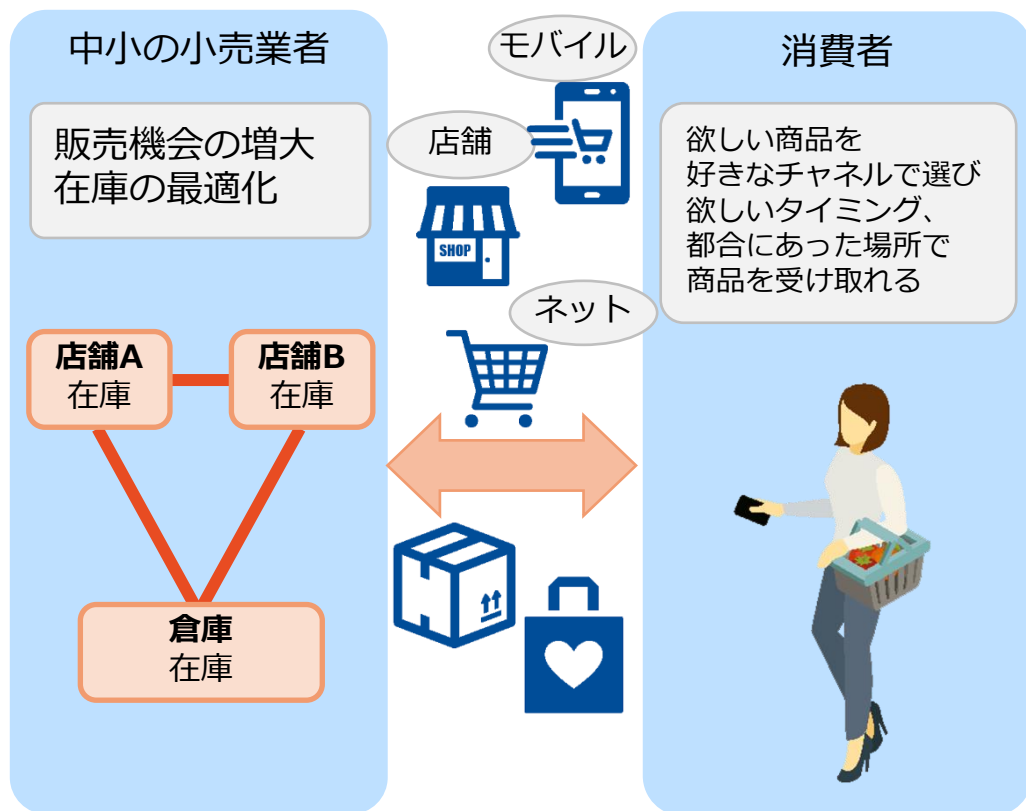 中小の小売業者
販売機会の増大
在庫の最適化
店舗A
在庫
店舗B
在庫
倉庫
在庫
モバイル
店舗
SHOP
ネット
消費者
欲しい商品を
好きなチャネルで選び
欲しいタイミング、
都合にあった場所で
商品を受け取れる